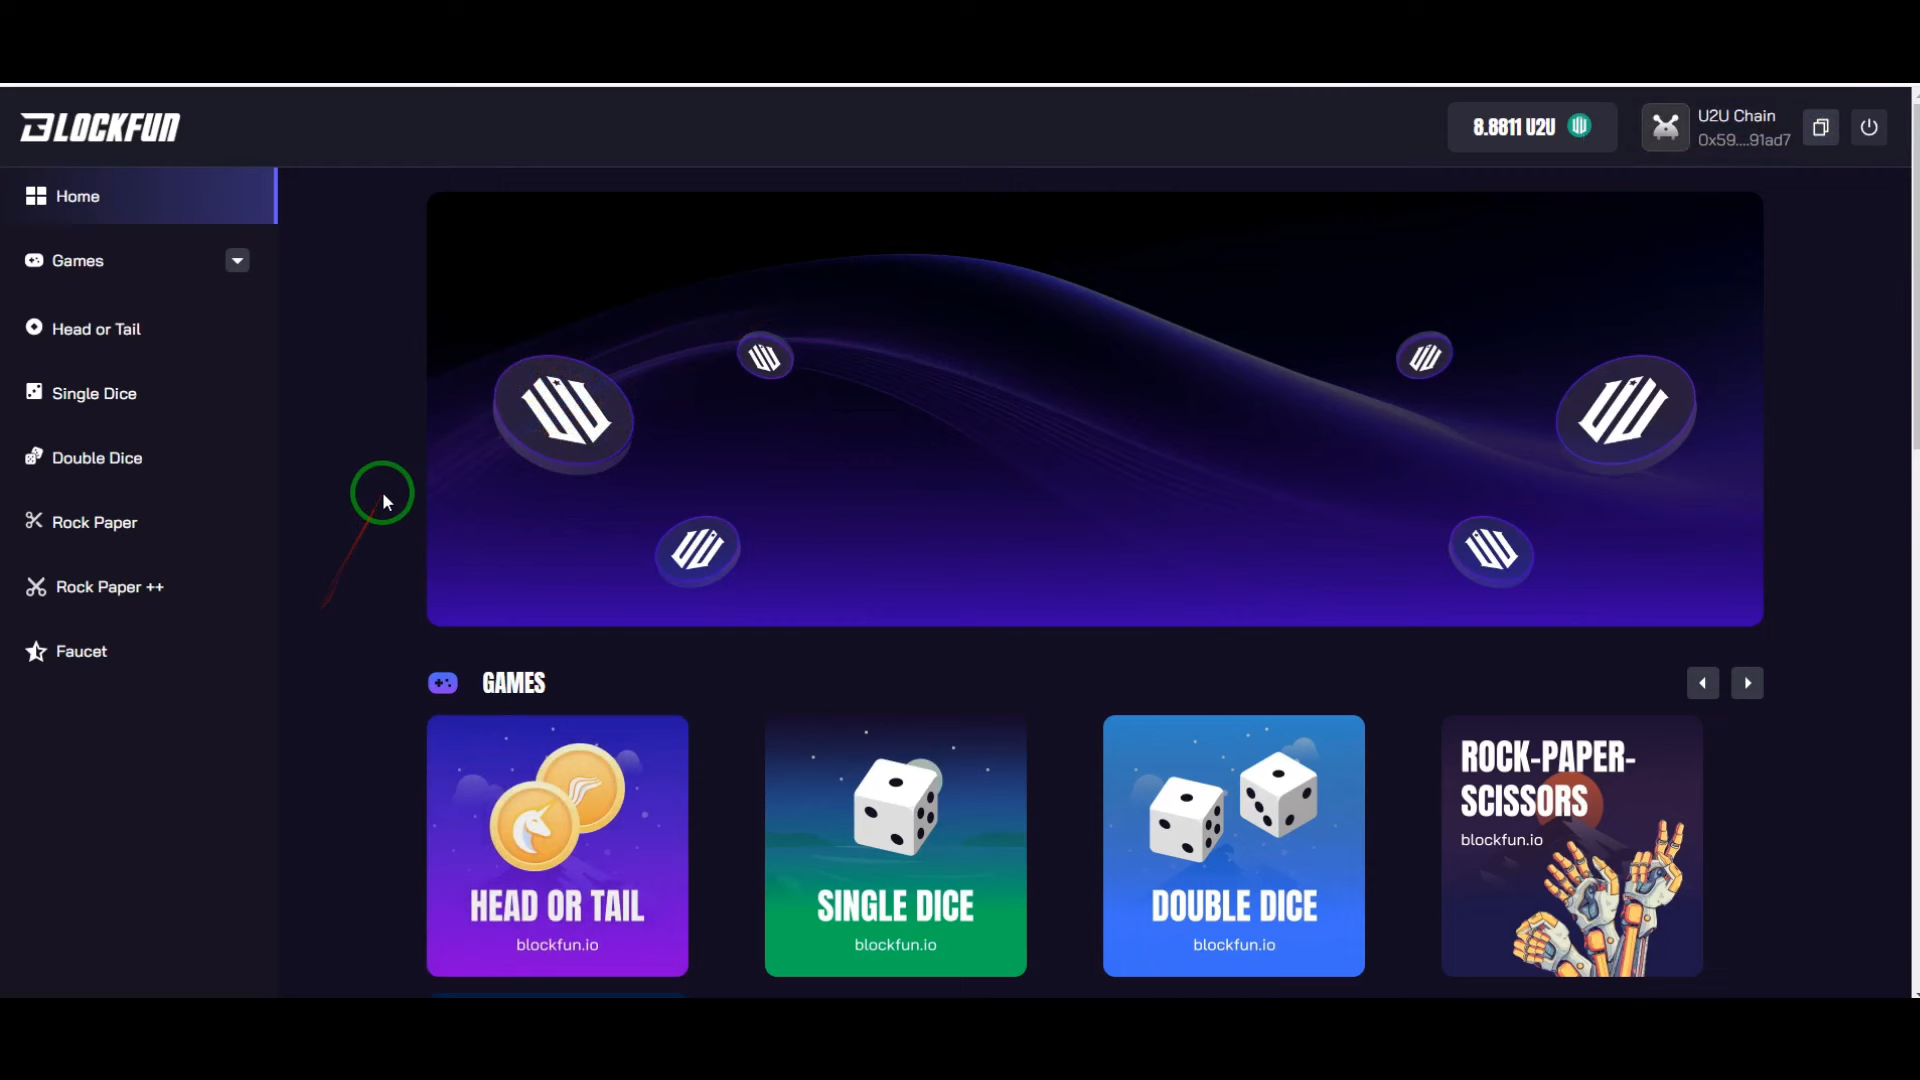 BLOCKFUN
8.8811 U2U
U2U Chain
0x59....91ad7
Home
Games
Head or Tail
Single Dice
Double Dice
Rock Paper
Rock Paper ++
Faucet
GAMES
HEAD OR TAIL
blockfun.io
SINGLE DICE
blockfun.io
DOUBLE DICE
blockfun.io
ROCK-PAPER-
SCISSORS
blockfun.io